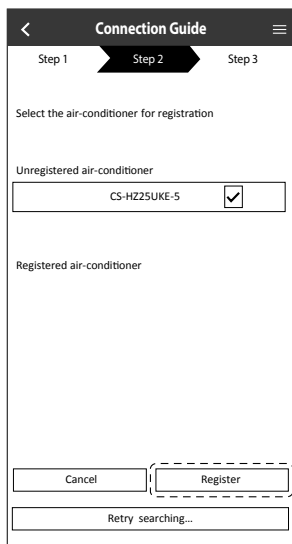 Connection Guide
Step 1 Step 2 Step 3
Select the air-conditioner for registration
Unregistered air-conditioner
CS-HZ25UKE-5
Registered air-conditioner
Cancel Register
Retry searching...